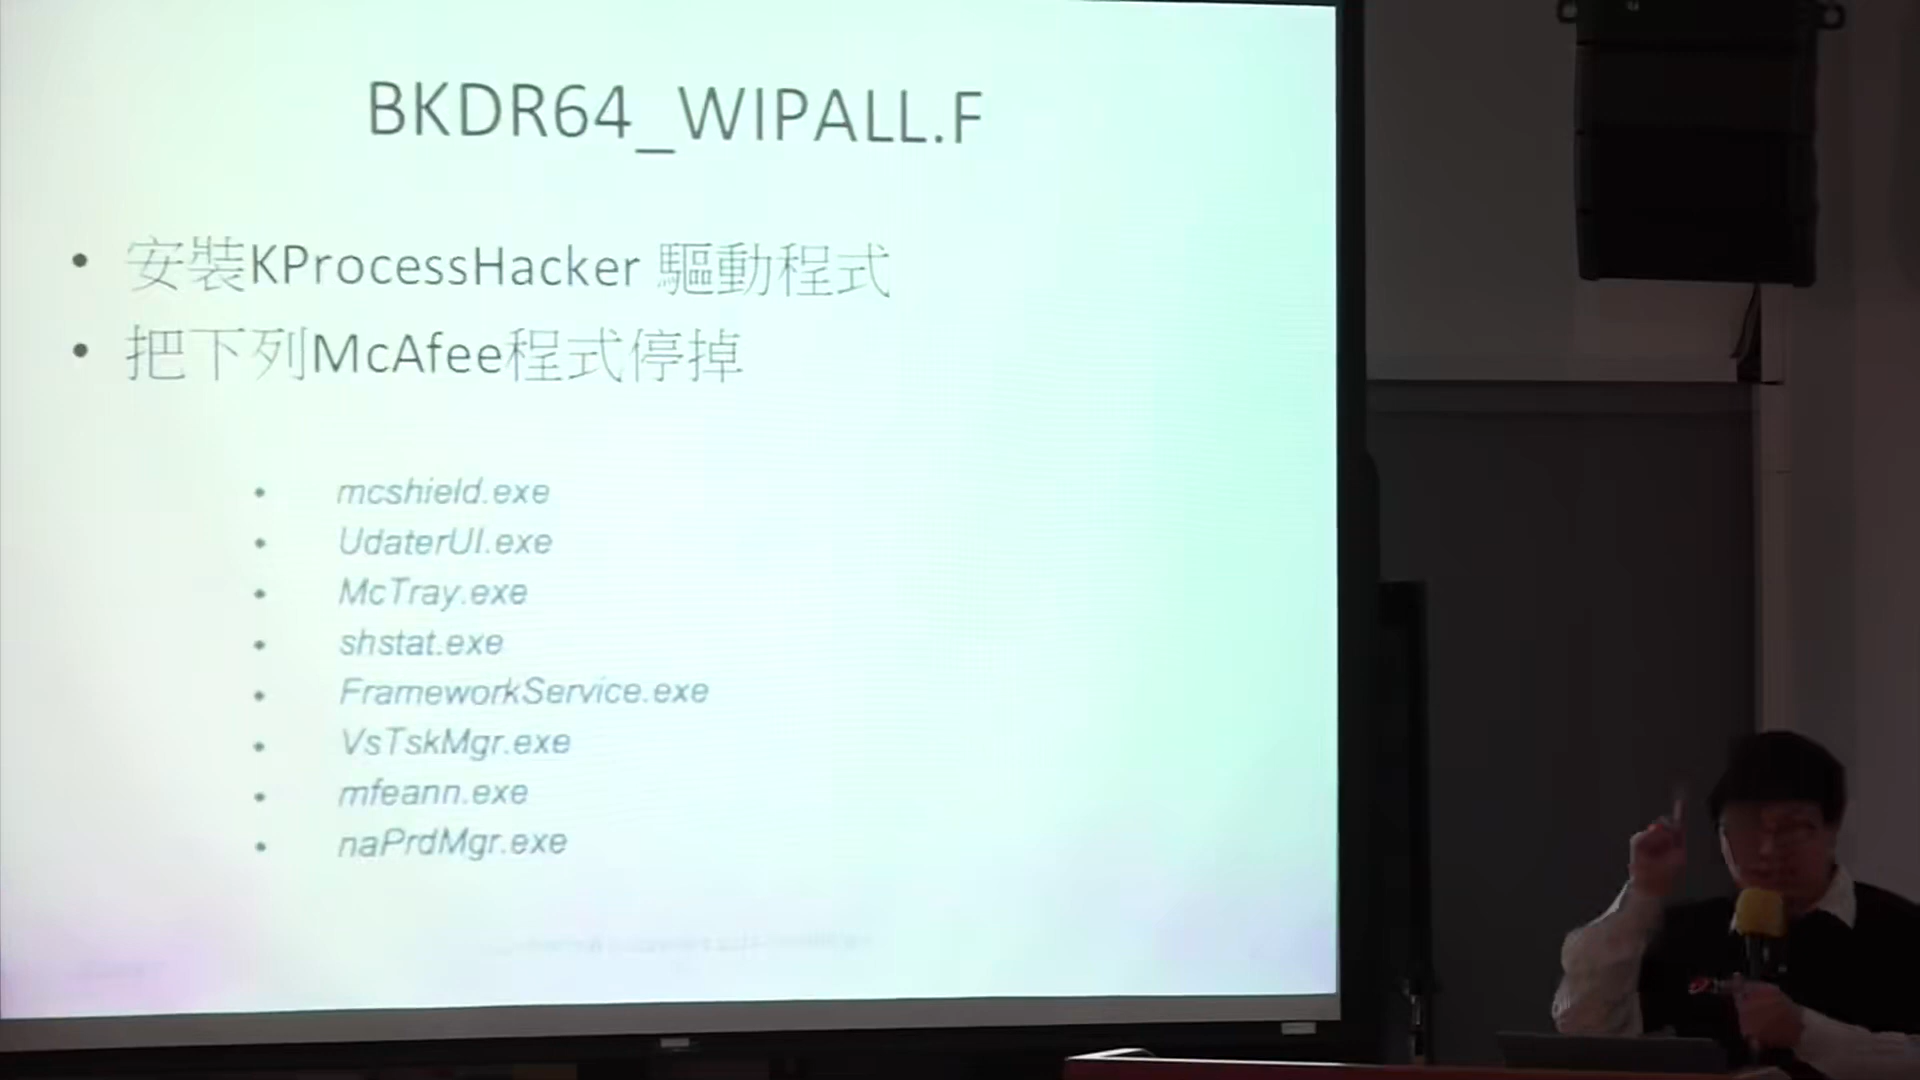 BKDR64_WIPALL.F
• 安裝KProcessHacker 驅動程式
• 把下列McAfee程式停掉
• mcshield.exe
• UdaterUI.exe
• McTray.exe
• shstat.exe
• FrameworkService.exe
• VsTskMgr.exe
• mfeann.exe
• naPrdMgr.exe